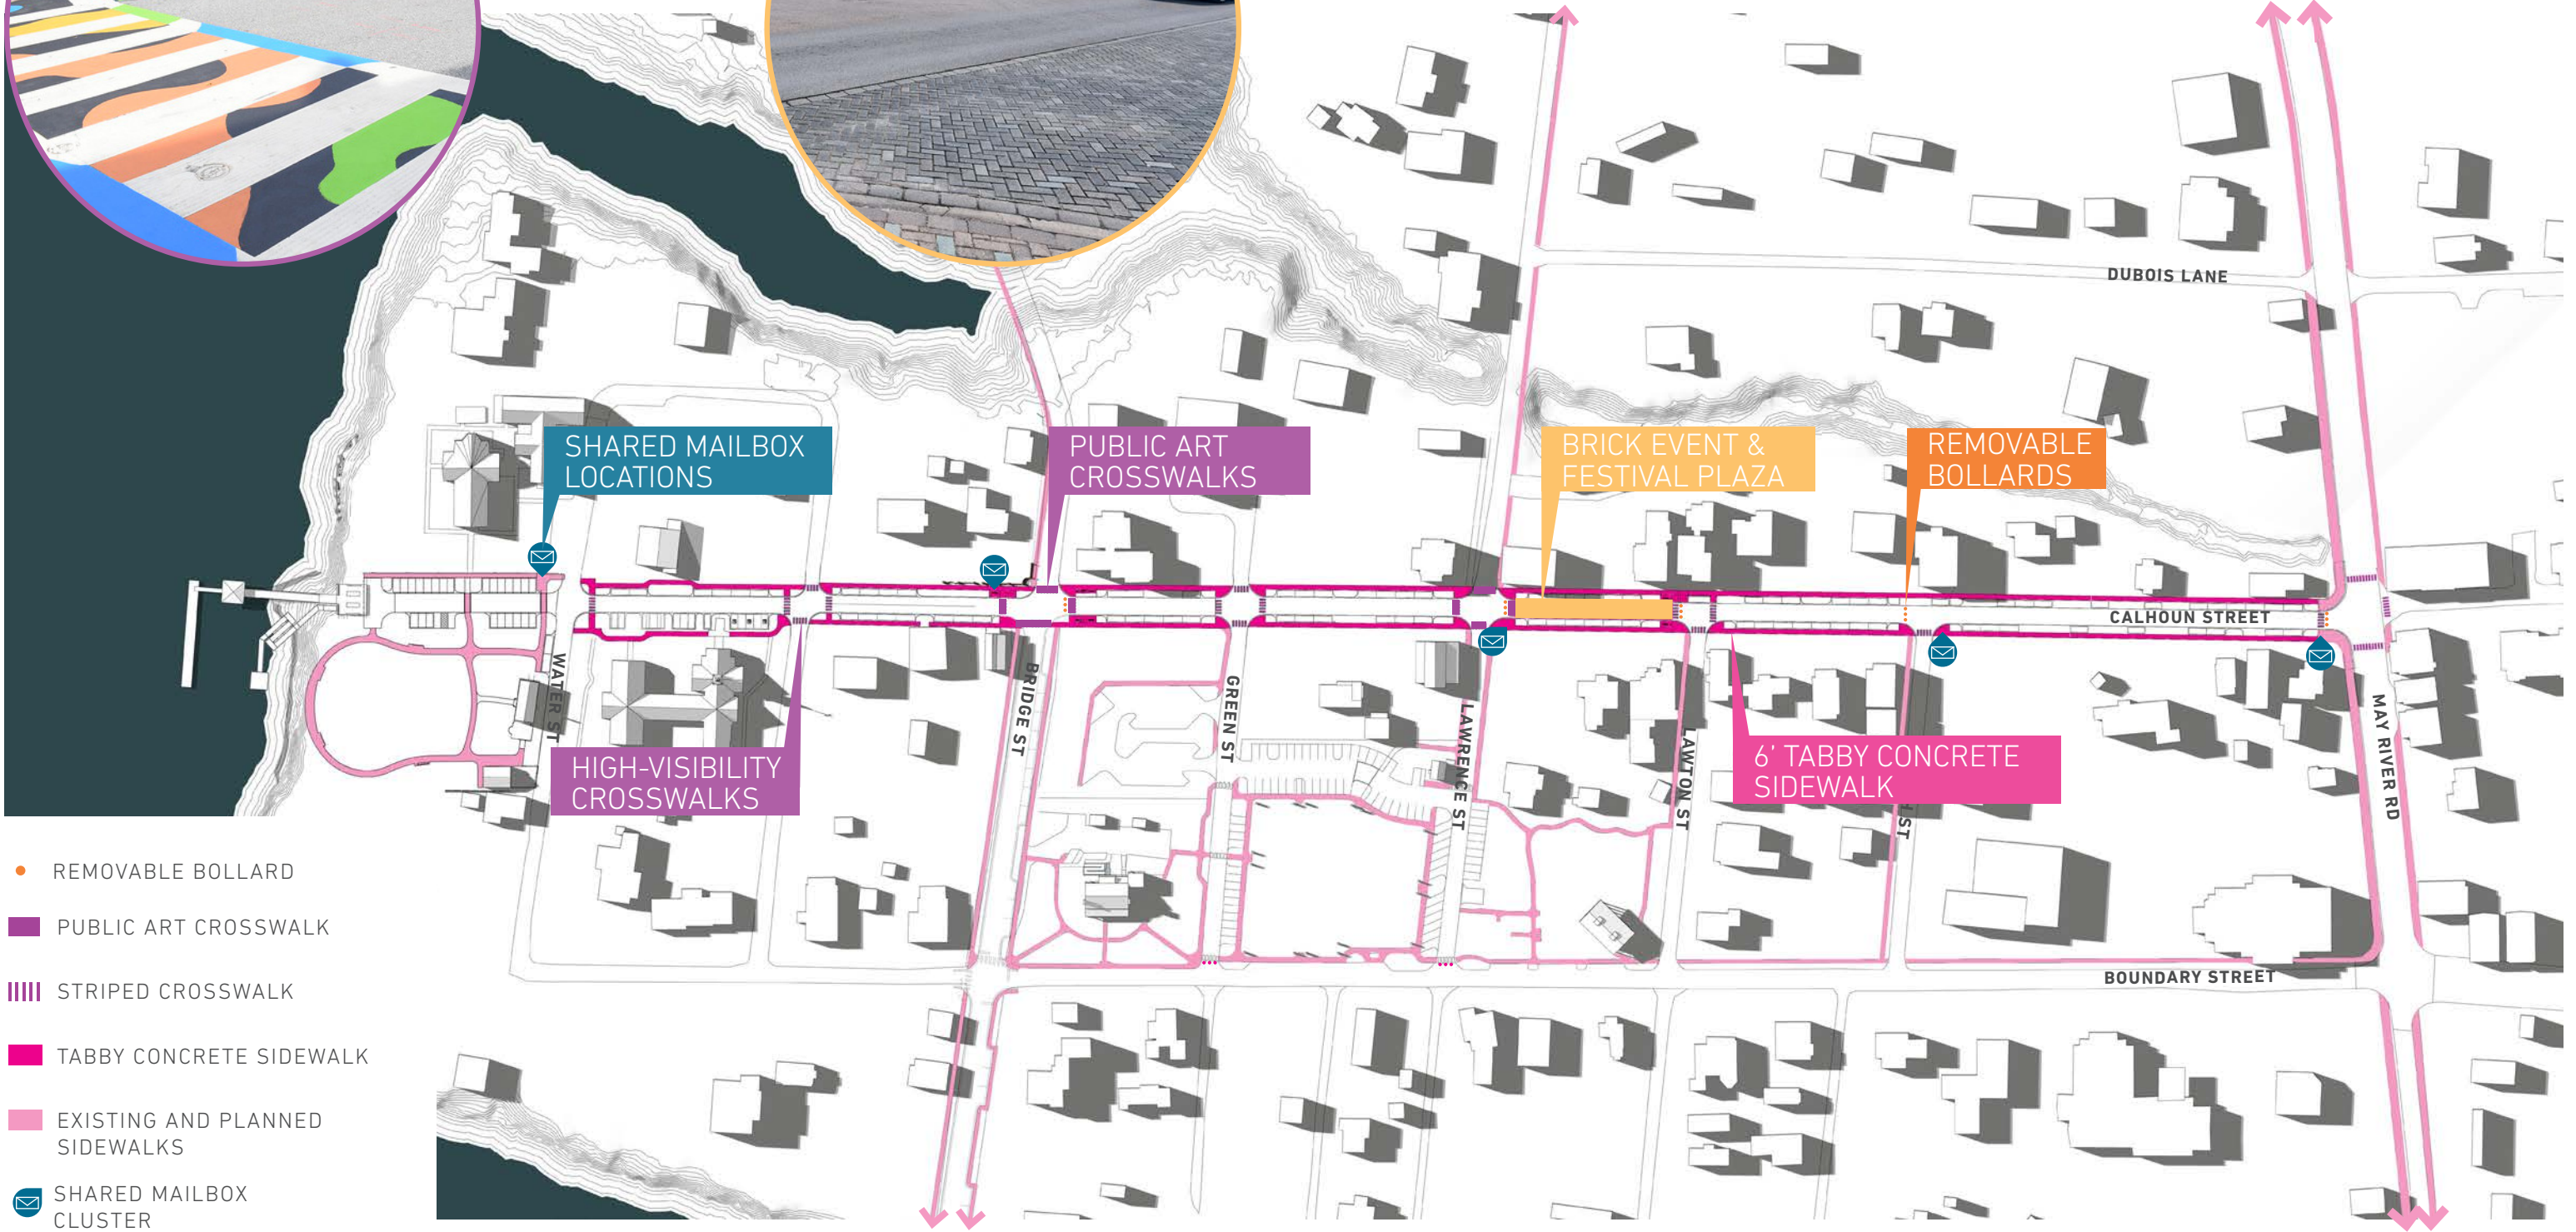 DUBOIS LANE
SHARED MAILBOX
LOCATIONS
PUBLIC ART
CROSSWALKS
BRICK EVENT &
FESTIVAL PLAZA
REMOVABLE
BOLLARDS
CALHOUN STREET
WATER ST
BRIDGE ST
GREEN ST
LAWRENCE ST
LAWTON ST
ST
MAY RIVER RD
HIGH-VISIBILITY
CROSSWALKS
6' TABBY CONCRETE
SIDEWALK
BOUNDARY STREET
REMOVABLE BOLLARD
PUBLIC ART CROSSWALK
STRIPED CROSSWALK
TABBY CONCRETE SIDEWALK
EXISTING AND PLANNED
SIDEWALKS
SHARED MAILBOX
CLUSTER